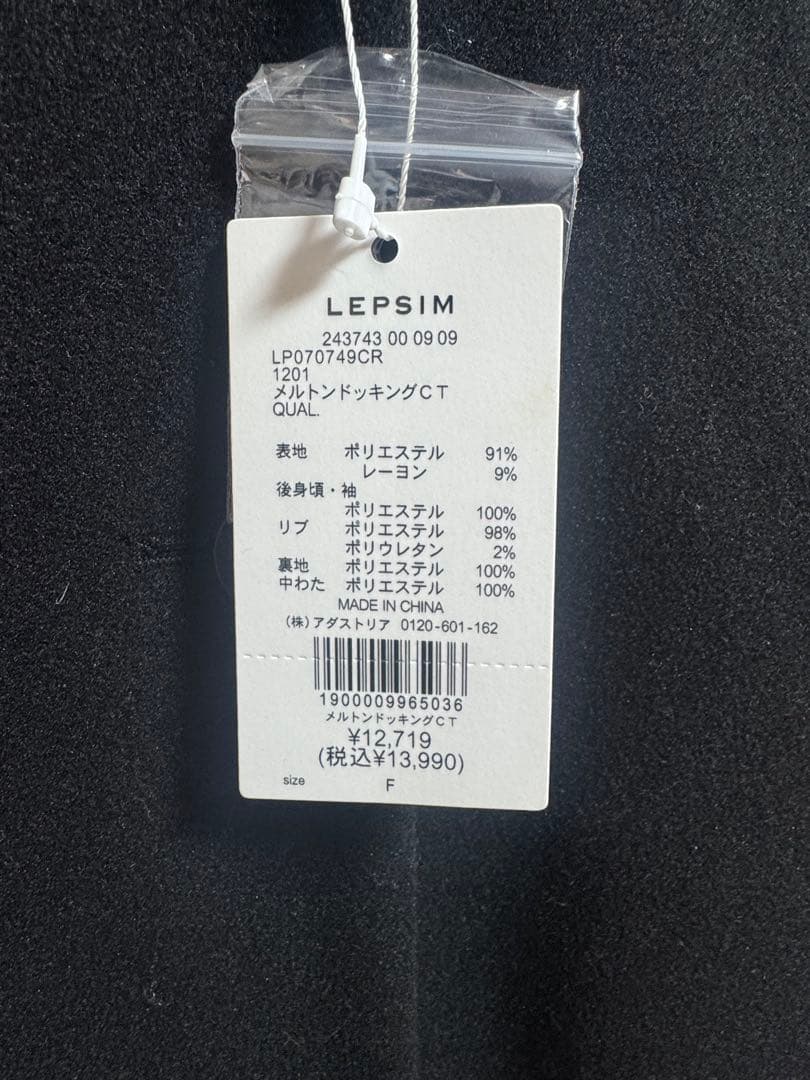 LEPSIM
243743 00 09 09
LP070749CR
1201
メルトンドッキングCT
QUAL.
表地 ポリエステル 91%
レーヨン 9%
後身頃・袖
ポリエステル 100%
リブ ポリエステル 98%
ポリウレタン 2%
裏地 ポリエステル 100%
中わた ポリエステル 100%
MADE IN CHINA
(株)アダストリア 0120-601-162
1900009965036
メルトンドッキングCT
¥12,719
(税込¥13,990)
size F